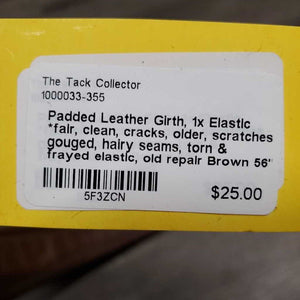 The Tack Collector
1000033-355
Padded Leather Girth, 1x Elastic
*fair, clean, cracks, older, scratches
gouged, hairy seams, torn &
frayed elastic, old repair Brown 56"
5F3ZCN
$25.00